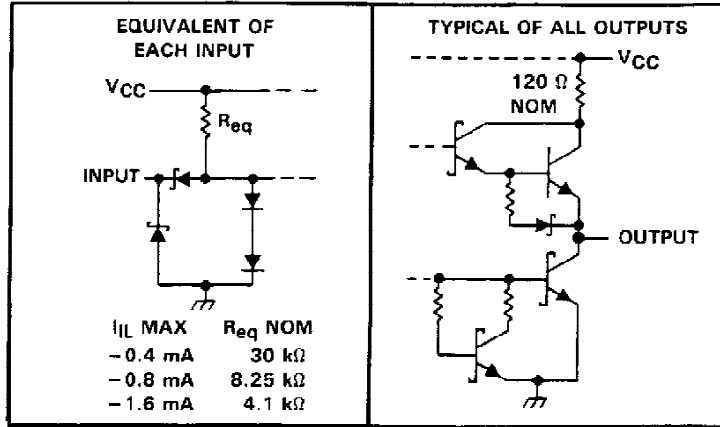 EQUIVALENT OF
EACH INPUT
VCC
Req
INPUT
IIL MAX Req NOM
-0.4 mA 30 kΩ
-0.8 mA 8.25 kΩ
-1.6 mA 4.1 kΩ
TYPICAL OF ALL OUTPUTS
VCC
120 Ω
NOM
OUTPUT